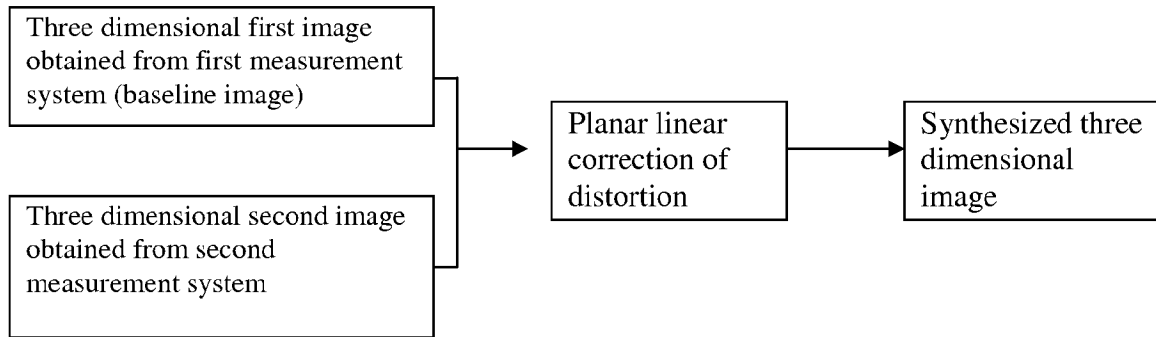 Three dimensional first image
obtained from first measurement
system (baseline image)
Three dimensional second image
obtained from second
measurement system
Planar linear
correction of
distortion
Synthesized three
dimensional
image